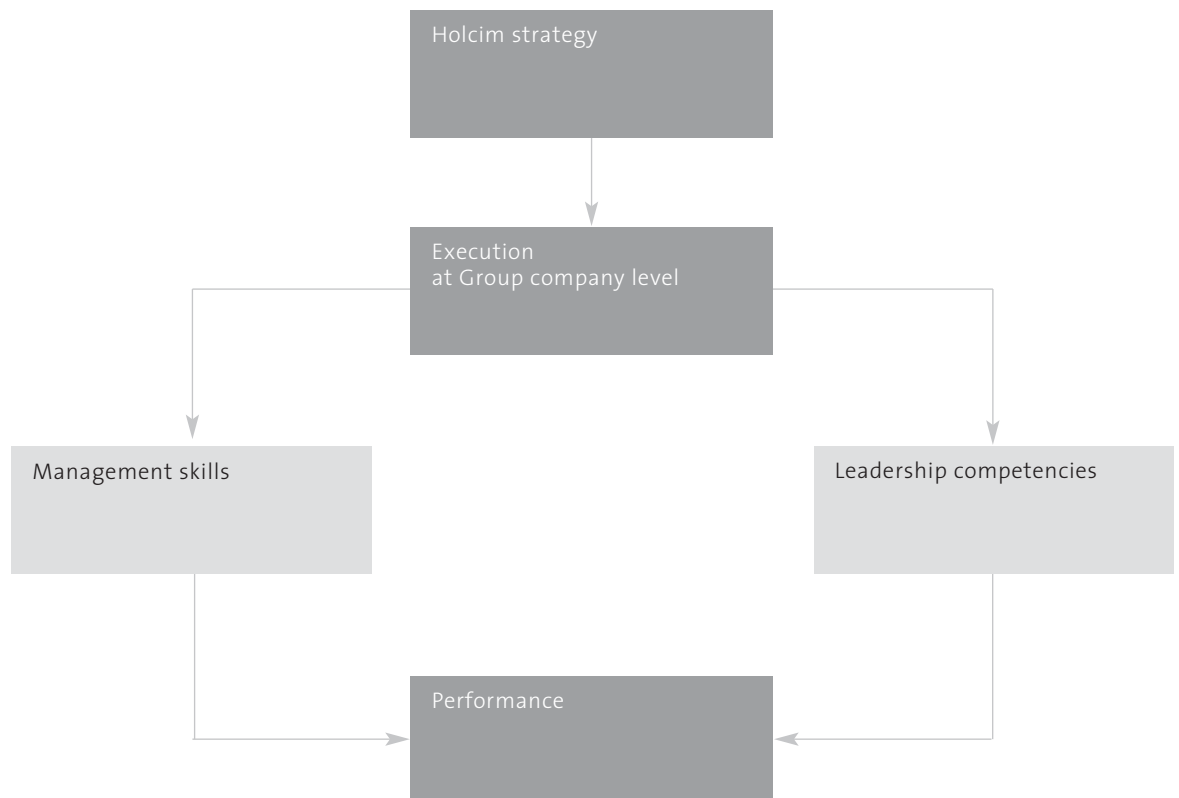 Holcim strategy
Execution
at Group company level
Management skills
Leadership competencies
Performance